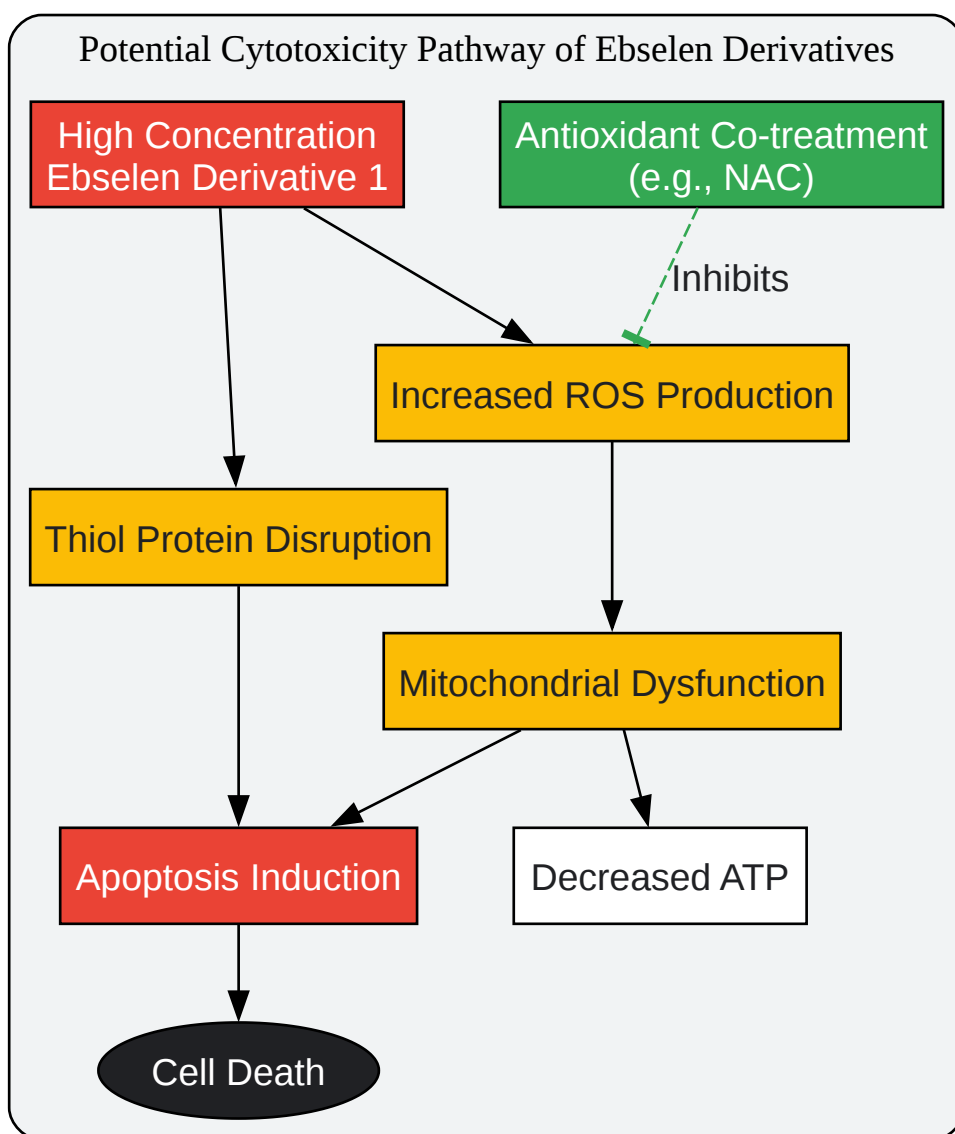 Potential Cytotoxicity Pathway of Ebselen Derivatives
High Concentration
Ebselen Derivative 1
Antioxidant Co-treatment
(e.g., NAC)
Inhibits
Increased ROS Production
Thiol Protein Disruption
Mitochondrial Dysfunction
Apoptosis Induction
Decreased ATP
Cell Death